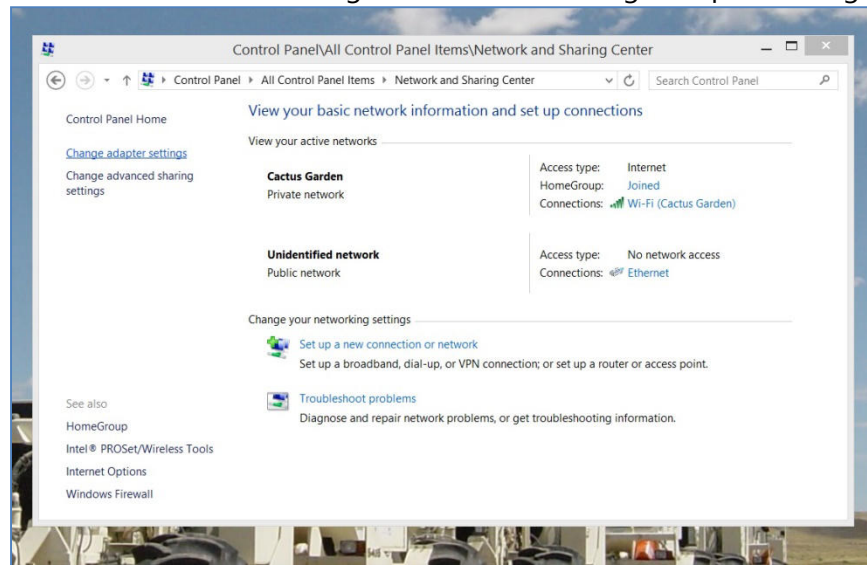 Control Panel\All Control Panel Items\Network and Sharing Center
Control Panel ▸ All Control Panel Items ▸ Network and Sharing Center
Search Control Panel
Control Panel Home
Change adapter settings
Change advanced sharing
settings
View your basic network information and set up connections
View your active networks
Cactus Garden
Private network
Access type: Internet
HomeGroup: Joined
Connections: Wi-Fi (Cactus Garden)
Unidentified network
Public network
Access type: No network access
Connections: Ethernet
Change your networking settings
Set up a new connection or network
Set up a broadband, dial-up, or VPN connection; or set up a router or access point.
Troubleshoot problems
Diagnose and repair network problems, or get troubleshooting information.
See also
HomeGroup
Intel® PROSet/Wireless Tools
Internet Options
Windows Firewall